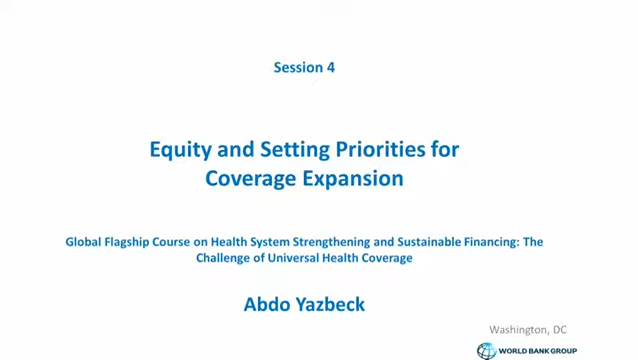 Session 4
Equity and Setting Priorities for
Coverage Expansion
Global Flagship Course on Health System Strengthening and Sustainable Financing: The
Challenge of Universal Health Coverage
Abdo Yazbeck
Washington, DC
WORLD BANK GROUP